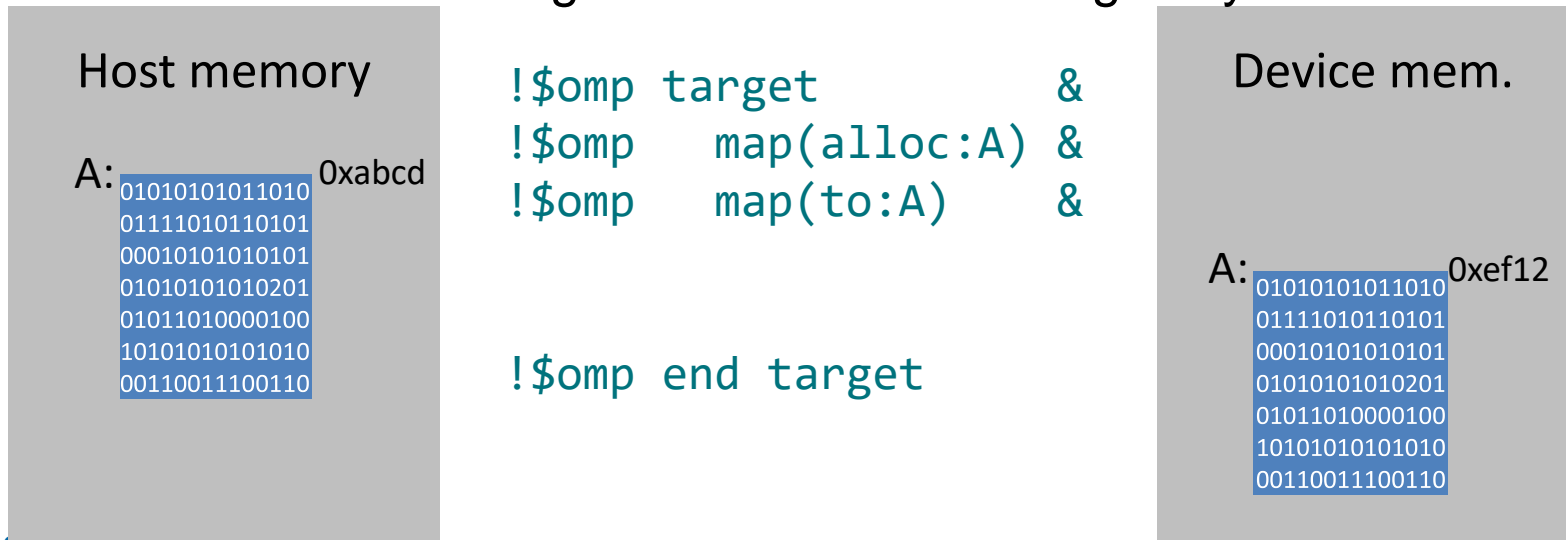 Host memory
A:
0xabcd
01010101011010
01111010110101
00010101010101
01010101010201
01011010000100
10101010101010
00110011100110
!$omp target &
!$omp map(alloc:A) &
!$omp map(to:A) &
!$omp end target
Device mem.
A:
0xef12
01010101011010
01111010110101
00010101010101
01010101010201
01011010000100
10101010101010
00110011100110